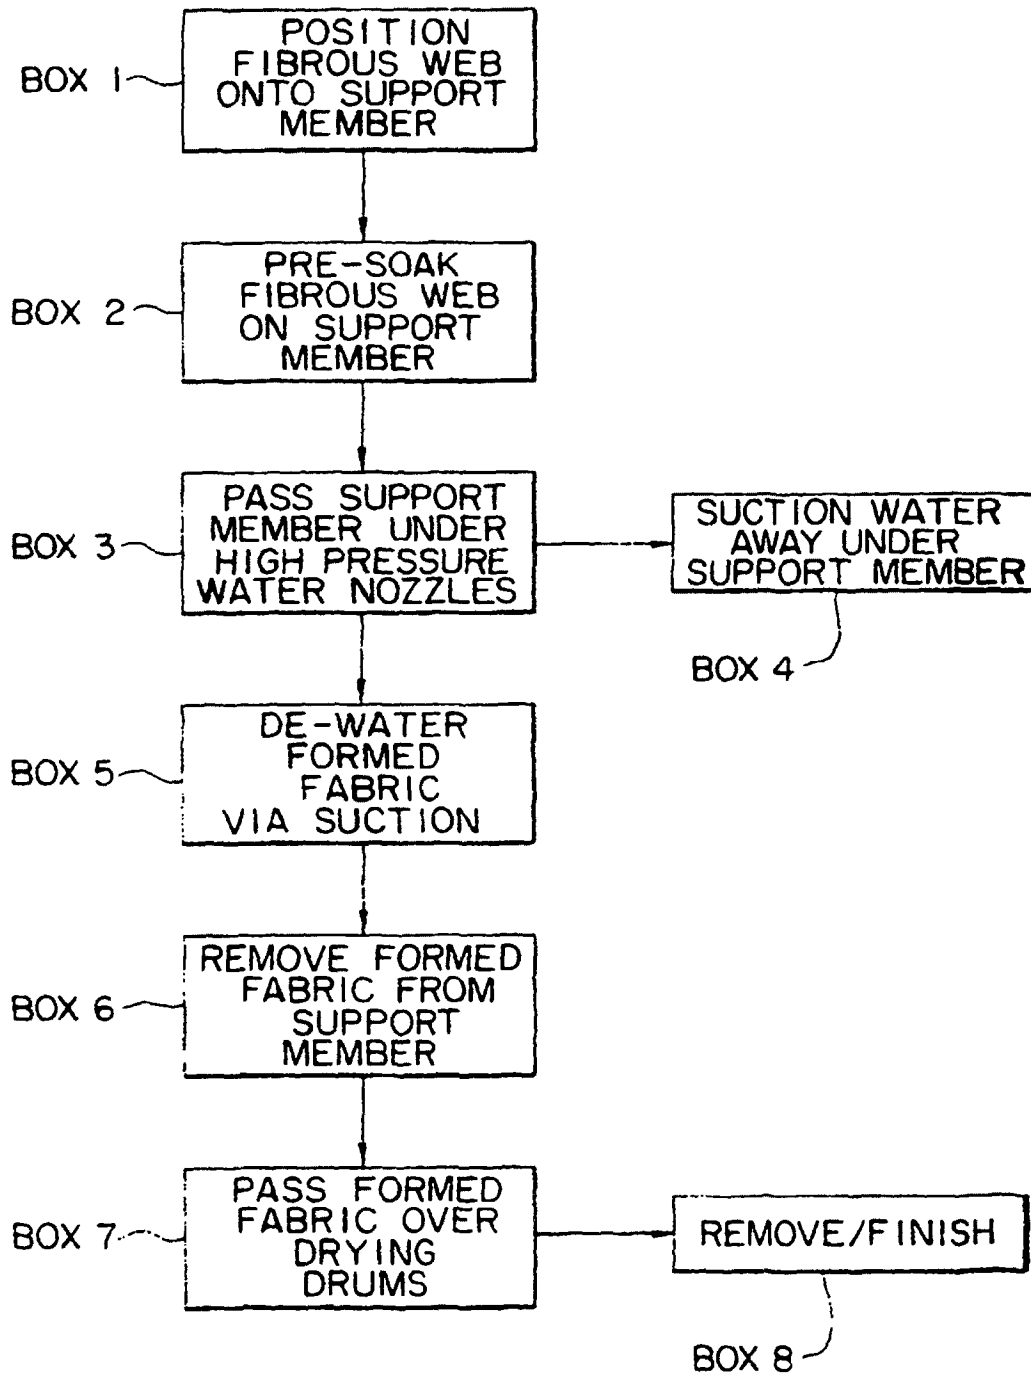 POSITION
FIBROUS WEB
ONTO SUPPORT
MEMBER
BOX 1
PRE-SOAK
FIBROUS WEB
ON SUPPORT
MEMBER
BOX 2
PASS SUPPORT
MEMBER UNDER
HIGH PRESSURE
WATER NOZZLES
BOX 3
SUCTION WATER
AWAY UNDER
SUPPORT MEMBER
BOX 4
DE-WATER
FORMED
FABRIC
VIA SUCTION
BOX 5
REMOVE FORMED
FABRIC FROM
SUPPORT
MEMBER
BOX 6
PASS FORMED
FABRIC OVER
DRYING
DRUMS
BOX 7
REMOVE/FINISH
BOX 8